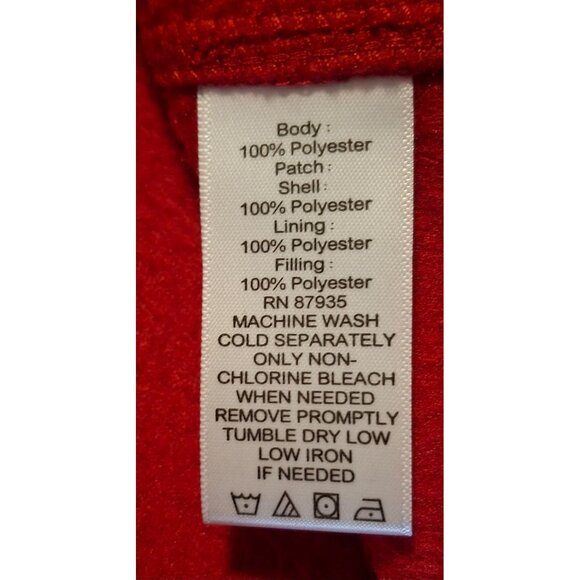 Body :
100% Polyester
Patch :
Shell :
100% Polyester
Lining :
100% Polyester
Filling :
100% Polyester
RN 87935
MACHINE WASH
COLD SEPARATELY
ONLY NON-
CHLORINE BLEACH
WHEN NEEDED
REMOVE PROMPTLY
TUMBLE DRY LOW
LOW IRON
IF NEEDED